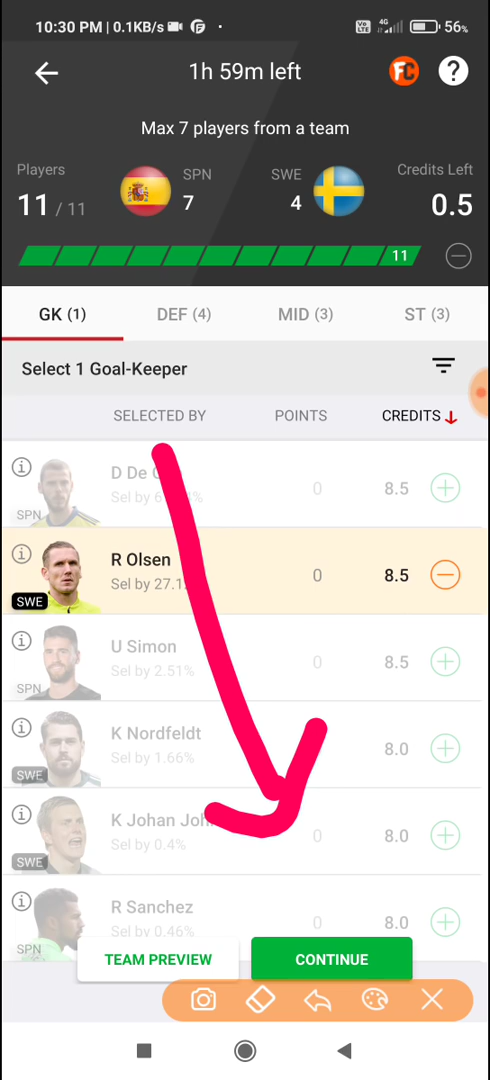 10:30 PM | 0.1KB/s 4G 56%
1h 59m left FC ?
Max 7 players from a team
Players SPN SWE Credits Left
11 / 11 7 4 0.5
11
GK (1) DEF (4) MID (3) ST (3)
Select 1 Goal-Keeper
SELECTED BY POINTS CREDITS
D De
Sel by 0 8.5
SPN
R Olsen
Sel by 27.1 0 8.5
SWE
U Simon
Sel by 2.51% 0 8.5
SPN
K Nordfeldt
Sel by 1.66% 8.0
SWE
K Johan
Sel by 0.4% 0 8.0
SWE
R Sanchez
Sel by 0.46% 0 8.0
SPN
TEAM PREVIEW CONTINUE